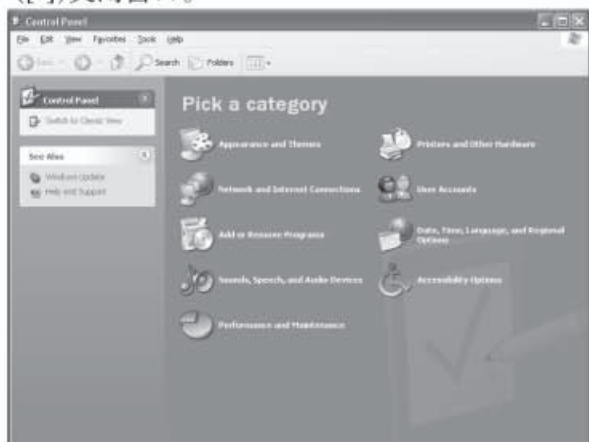 Control Panel
File Edit View Favorites Tools Help
Back Search Folders
Control Panel
Switch to Classic View
See Also
Windows Update
Help and Support
Pick a category
Appearance and Themes
Printers and Other Hardware
Network and Internet Connections
User Accounts
Add or Remove Programs
Date, Time, Language, and Regional
Options
Sounds, Speech, and Audio Devices
Accessibility Options
Performance and Maintenance